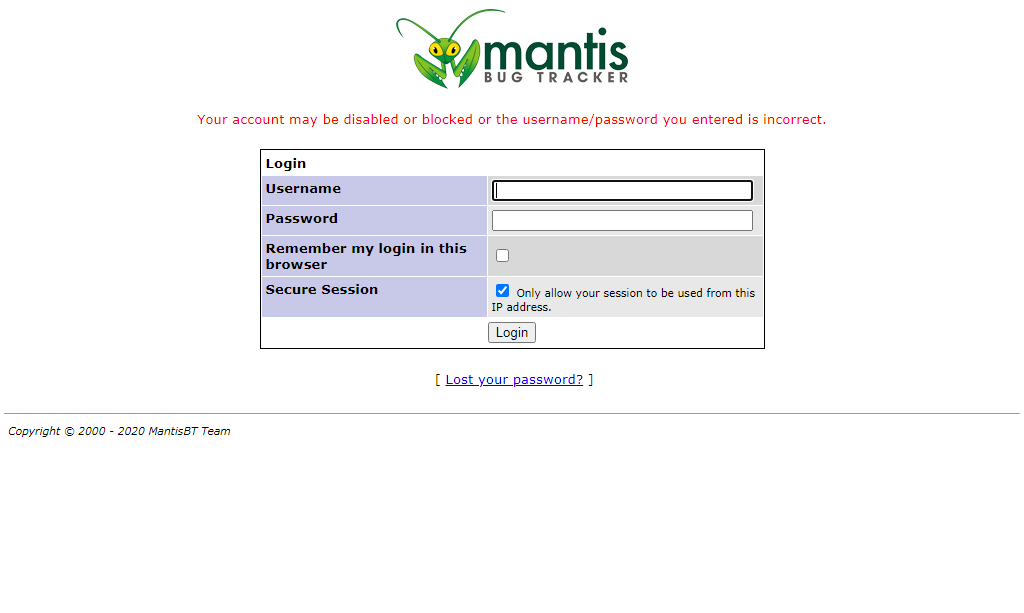 mantis
BUG TRACKER
Your account may be disabled or blocked or the username/password you entered is incorrect.
Login
Username
Password
Remember my login in this
browser
Secure Session
Only allow your session to be used from this
IP address.
Login
[ Lost your password? ]
Copyright © 2000 - 2020 MantisBT Team